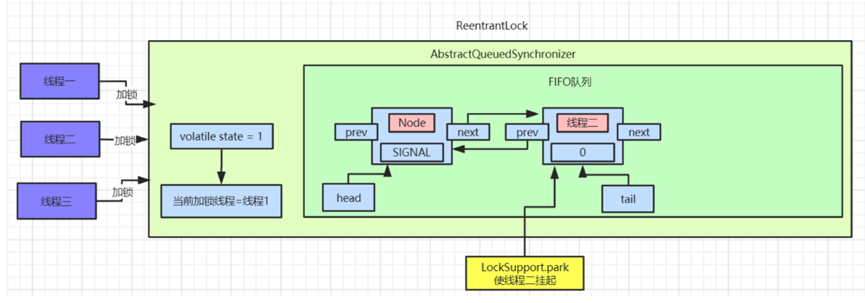 ReentrantLock
AbstractQueuedSynchronizer
FIFO队列
线程一
加锁
线程二
加锁
线程三
加锁
volatile state = 1
当前加锁线程=线程1
Node
prev
next
SIGNAL
head
线程二
prev
next
0
tail
LockSupport.park
使线程二挂起